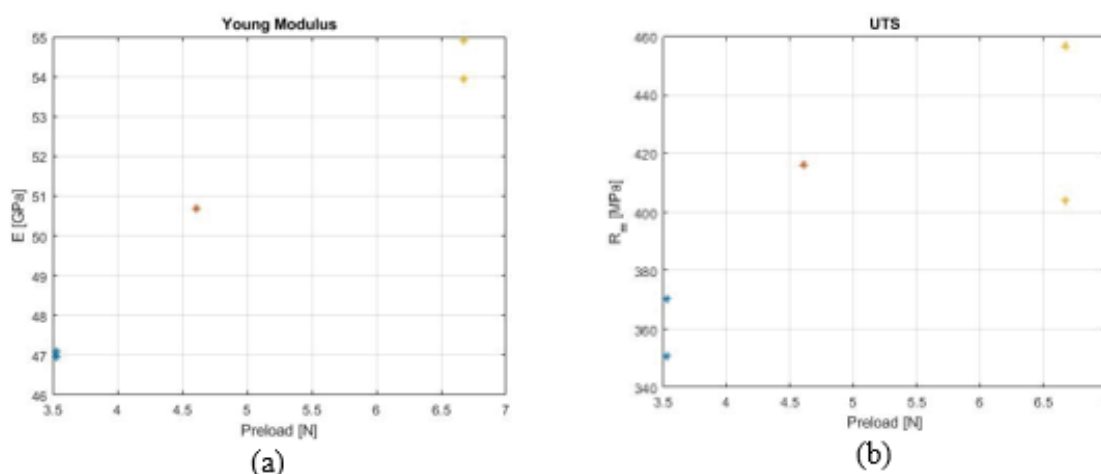 Young Modulus
55
54
53
52
51
50
49
48
47
46
E [GPa]
3.5 4 4.5 5 5.5 6 6.5 7
Preload [N]
(a)
UTS
460
440
420
400
380
360
340
R_m [MPa]
3.5 4 4.5 5 5.5 6 6.5
Preload [N]
(b)